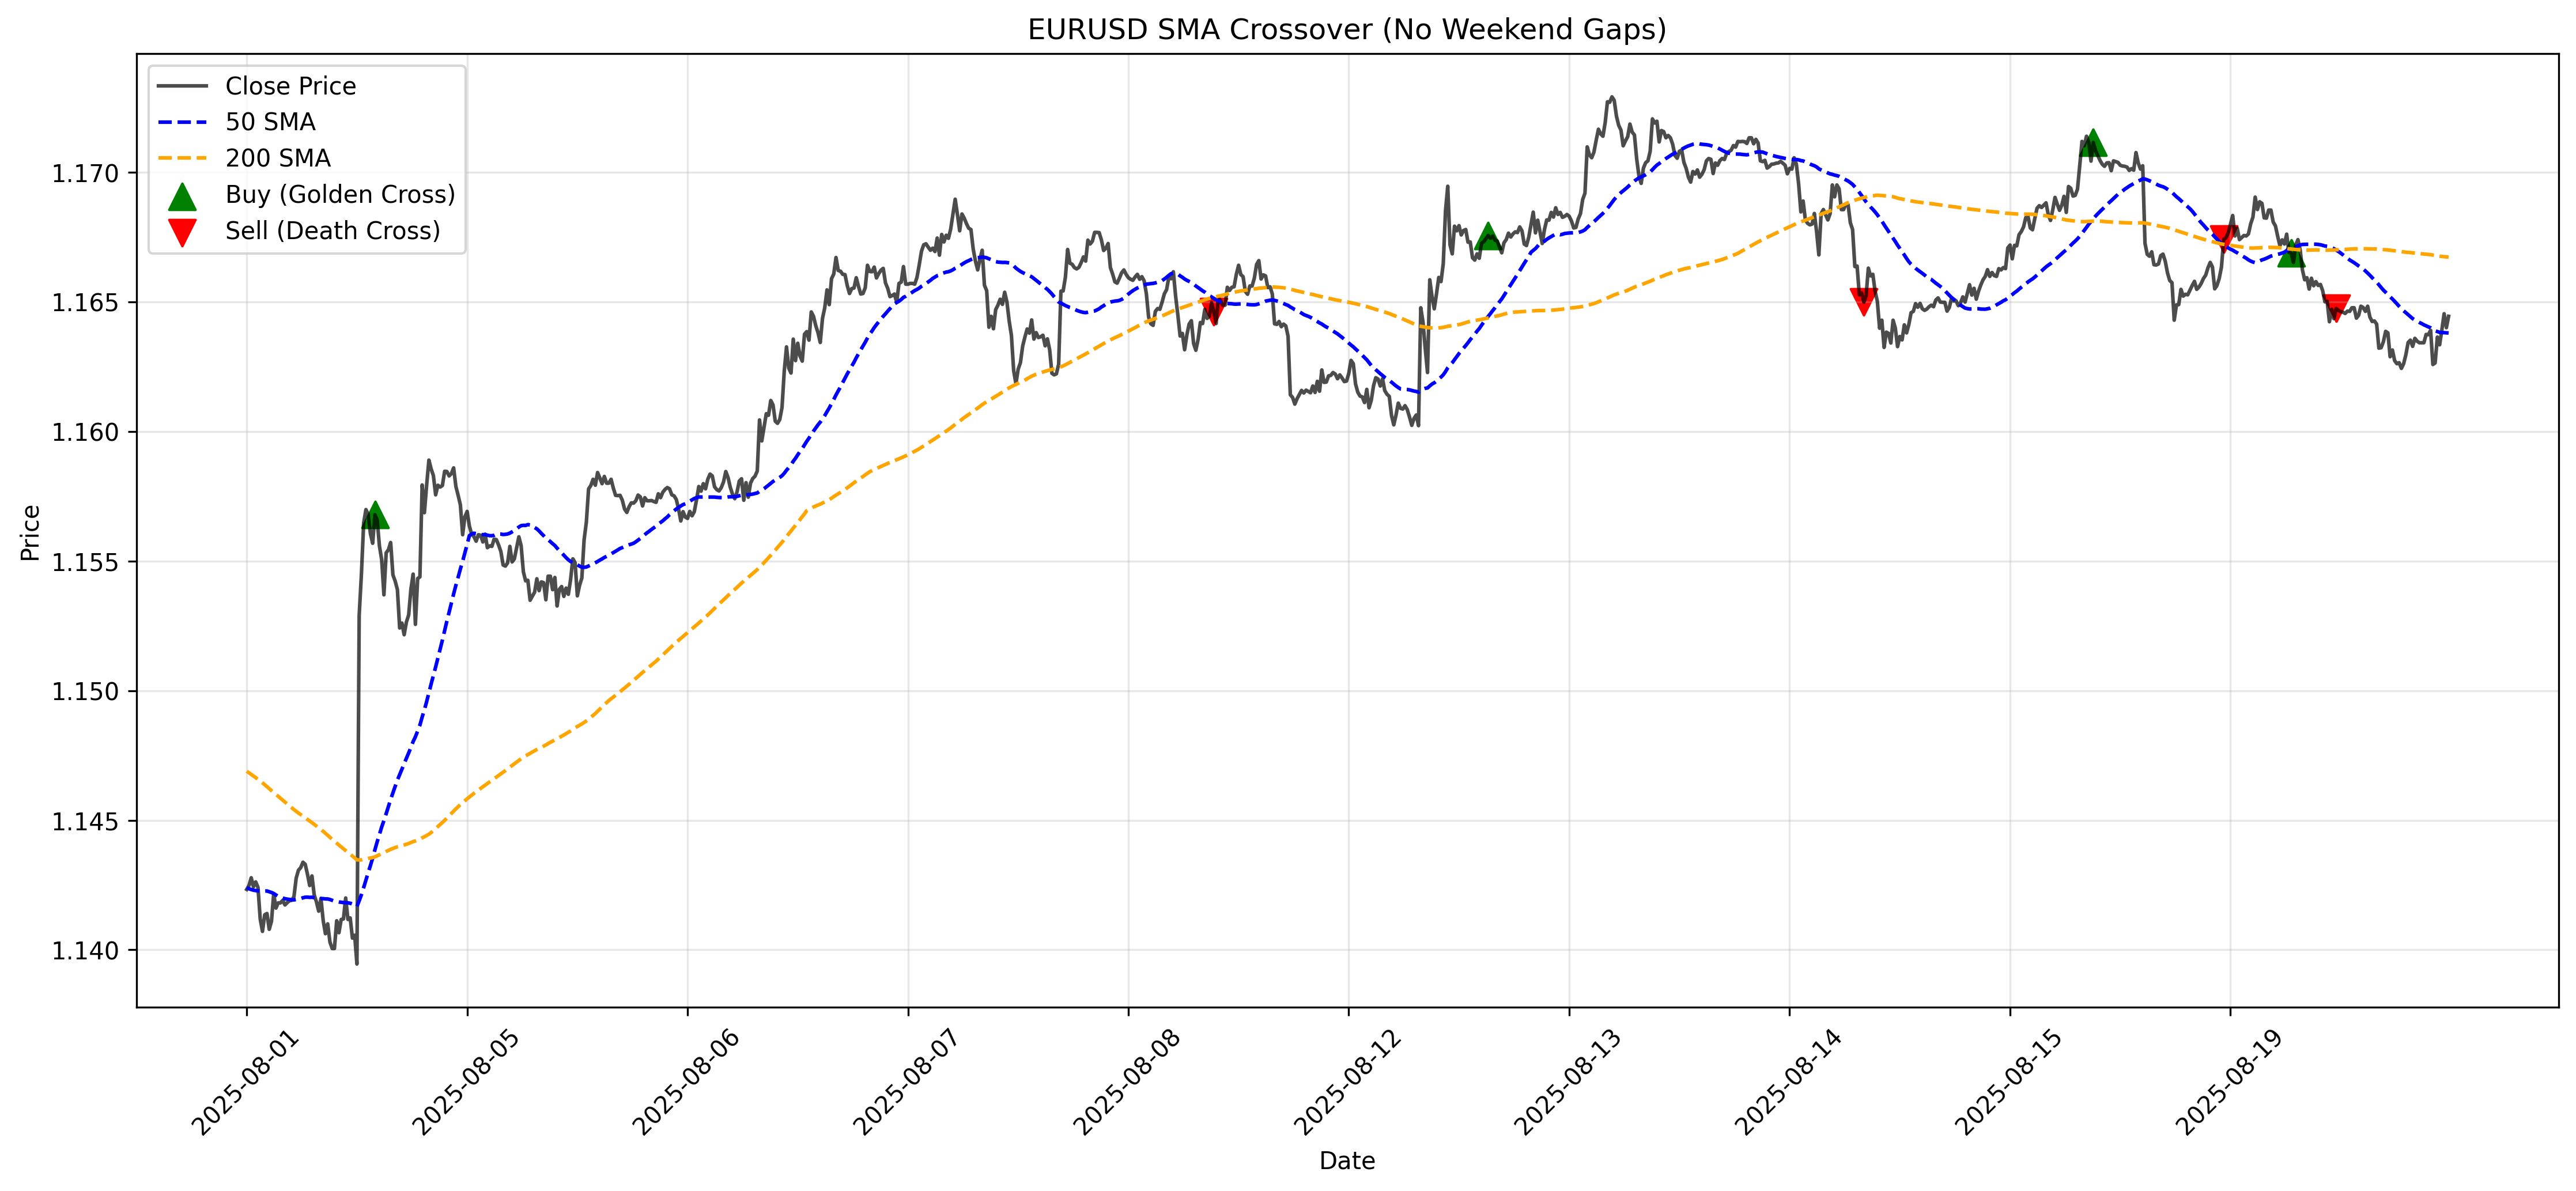 EURUSD SMA Crossover (No Weekend Gaps)
Close Price
50 SMA
200 SMA
Buy (Golden Cross)
Sell (Death Cross)
Price
1.170
1.165
1.160
1.155
1.150
1.145
1.140
2025-08-01
2025-08-05
2025-08-06
2025-08-07
2025-08-08
2025-08-12
2025-08-13
2025-08-14
2025-08-15
2025-08-19
Date